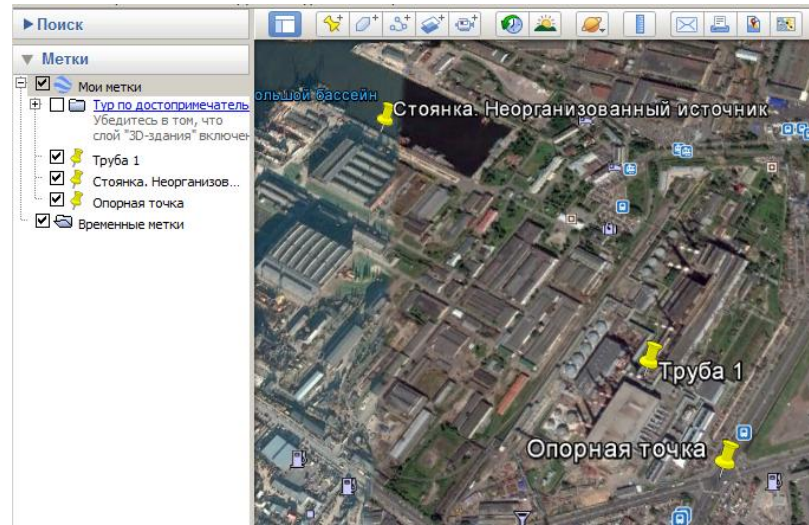 Поиск
Метки
Мои метки
Тур по достопримечатель
Убедитесь в том, что
слой "3D-здания" включен
Труба 1
Стоянка. Неорганизов...
Опорная точка
Временные метки
ольшой бассейн
Стоянка. Неорганизованный источник
Труба 1
Опорная точка